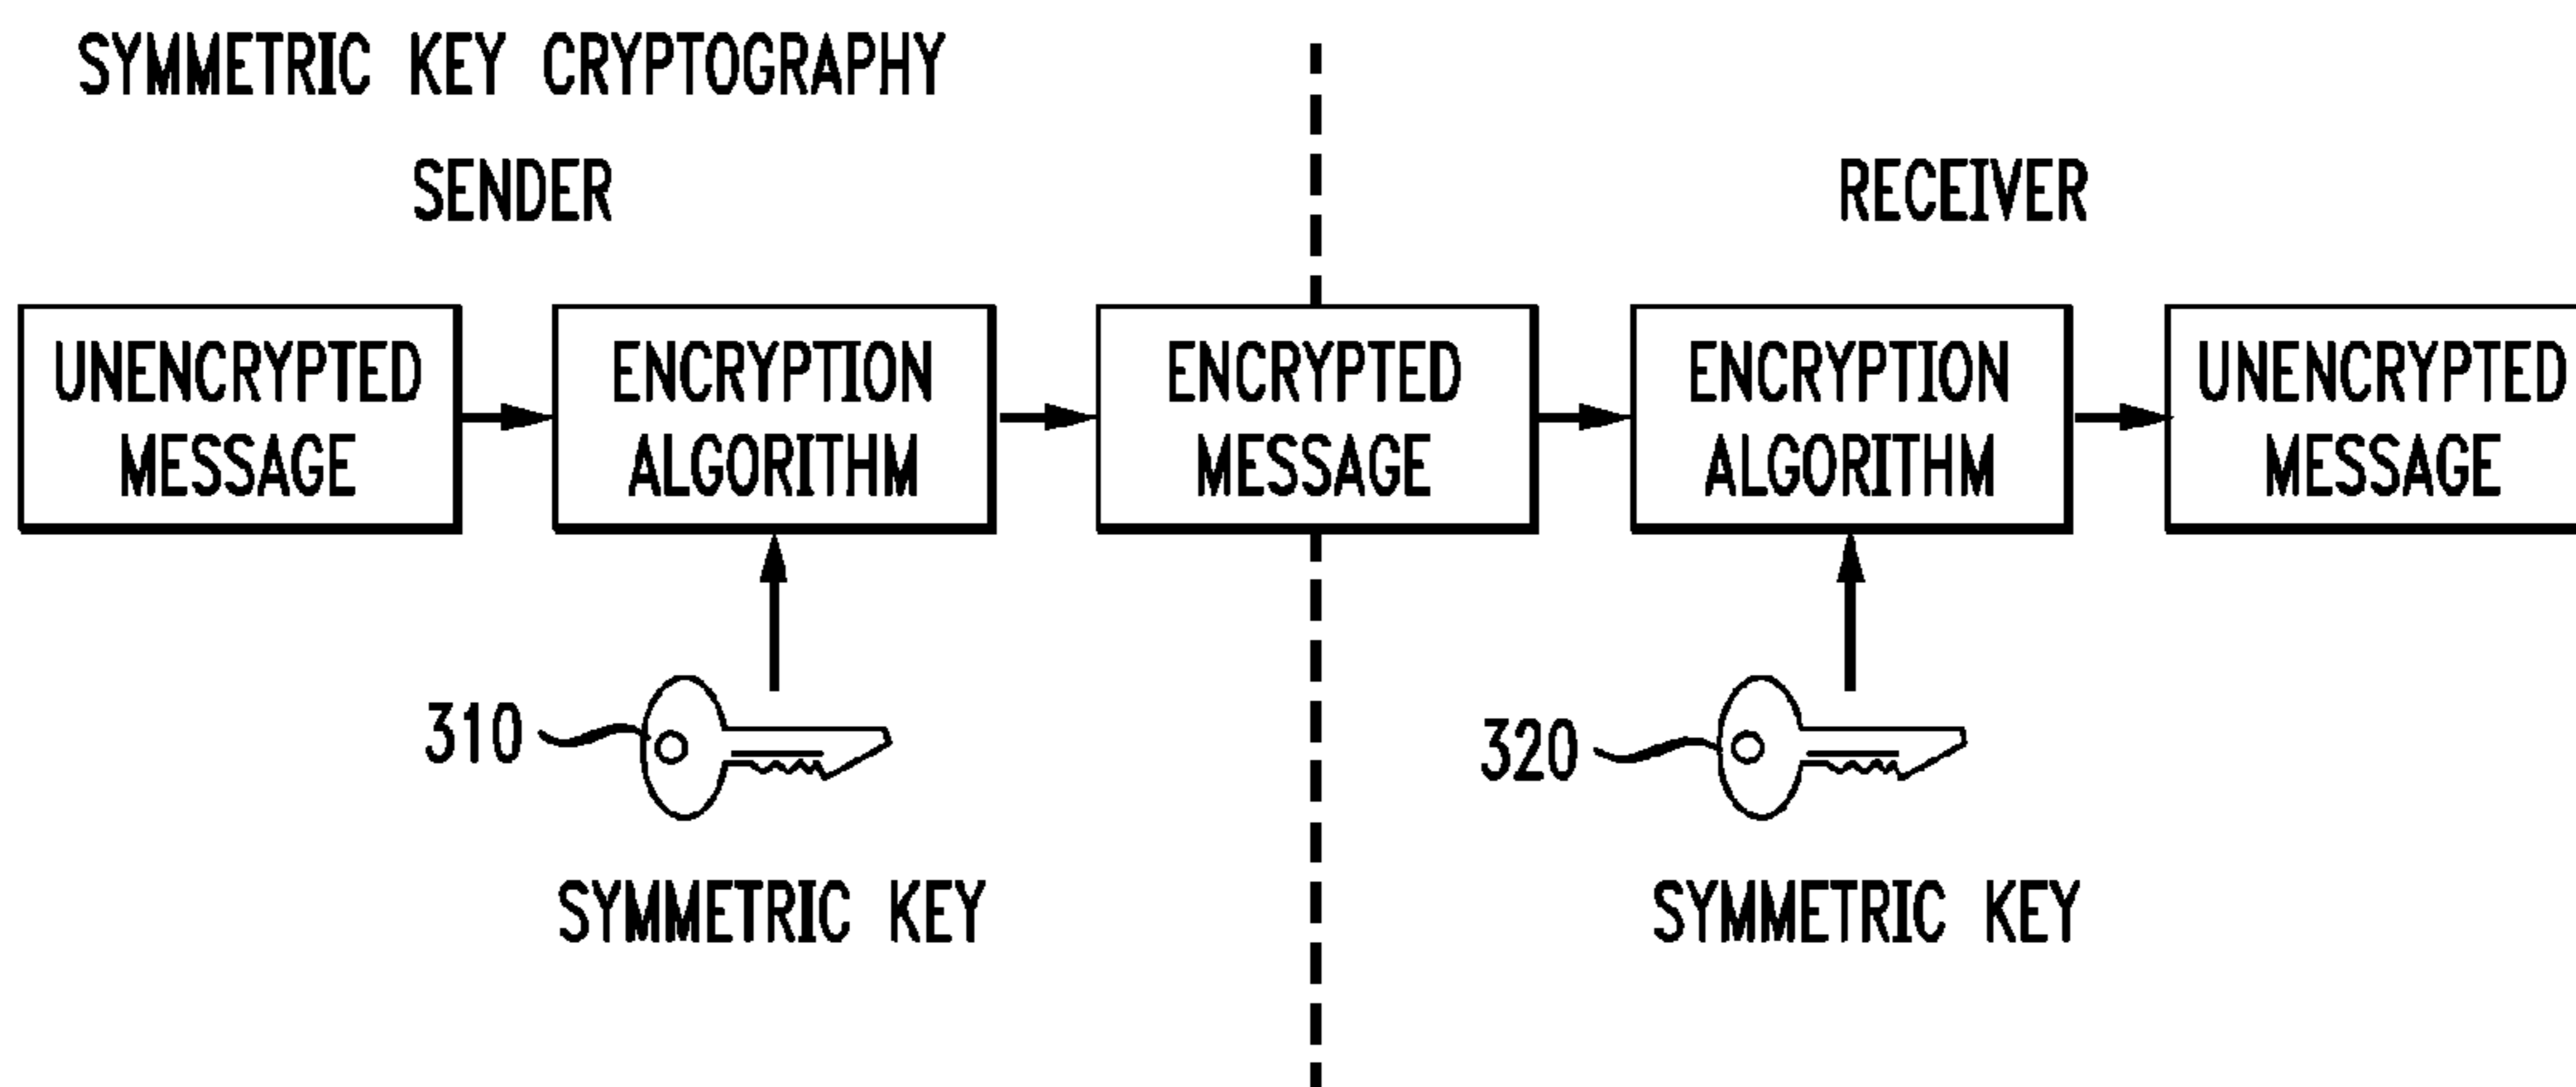 SYMMETRIC KEY CRYPTOGRAPHY
SENDER
RECEIVER
UNENCRYPTED
MESSAGE
ENCRYPTION
ALGORITHM
ENCRYPTED
MESSAGE
ENCRYPTION
ALGORITHM
UNENCRYPTED
MESSAGE
310
SYMMETRIC KEY
320
SYMMETRIC KEY